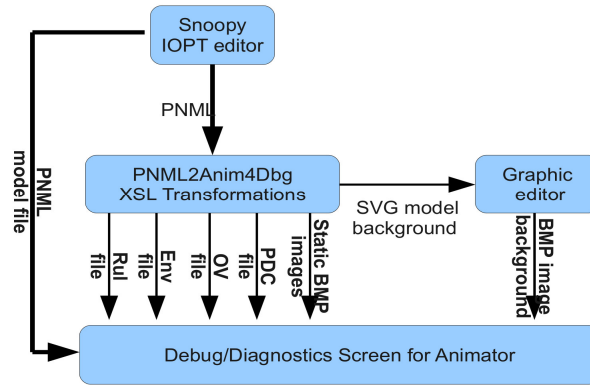 Snoopy
IOPT editor
PNML
PNML
model file
PNML2Anim4Dbg
XSL Transformations
Graphic
editor
SVG model
background
Rul
file
Env
file
OV
file
PDC
file
Static BMP
images
BMP image
background
Debug/Diagnostics Screen for Animator